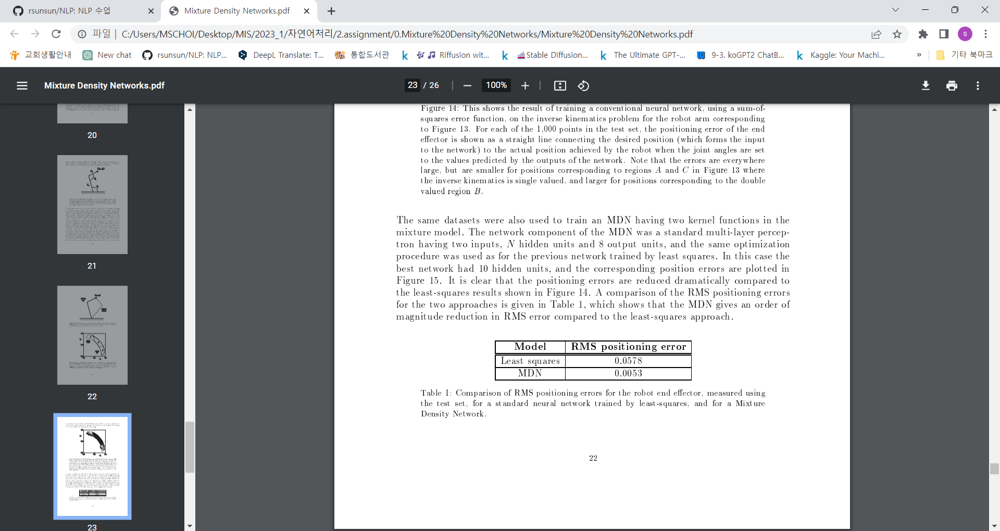 rsunsun/NLP: NLP 수업
Mixture Density Networks.pdf
파일
C:/Users/MSCHOI/Desktop/MIS/2023_1/자연어처리/2.assignment/0.Mixture%20Density%20Networks/Mixture%20Density%20Networks.pdf
s
교회생활안내
New chat
rsunsun/NLP: NLP...
DeepL Translate: T...
통합도서관
Riffusion wit...
Stable Diffusion...
The Ultimate GPT-...
9-3. koGPT2 ChatB...
Kaggle: Your Machi...
»
기타 북마크
Mixture Density Networks.pdf
23 / 26
100%
20
21
22
23
Figure 14: This shows the result of training a conventional neural network, using a sum-of-
squares error function, on the inverse kinematics problem for the robot arm corresponding
to Figure 13. For each of the 1,000 points in the test set, the positioning error of the end
effector is shown as a straight line connecting the desired position (which forms the input
to the network) to the actual position achieved by the robot when the joint angles are set
to the values predicted by the outputs of the network. Note that the errors are everywhere
large, but are smaller for positions corresponding to regions A and C in Figure 13 where
the inverse kinematics is single valued, and larger for positions corresponding to the double
valued region B.
The same datasets were also used to train an MDN having two kernel functions in the
mixture model. The network component of the MDN was a standard multi-layer percep-
tron having two inputs, N hidden units and 8 output units, and the same optimization
procedure was used as for the previous network trained by least squares. In this case the
best network had 10 hidden units, and the corresponding position errors are plotted in
Figure 15. It is clear that the positioning errors are reduced dramatically compared to
the least-squares results shown in Figure 14. A comparison of the RMS positioning errors
for the two approaches is given in Table 1, which shows that the MDN gives an order of
magnitude reduction in RMS error compared to the least-squares approach.
Model RMS positioning error
Least squares 0.0578
MDN 0.0053
Table 1: Comparison of RMS positioning errors for the robot end effector, measured using
the test set, for a standard neural network trained by least-squares, and for a Mixture
Density Network.
22